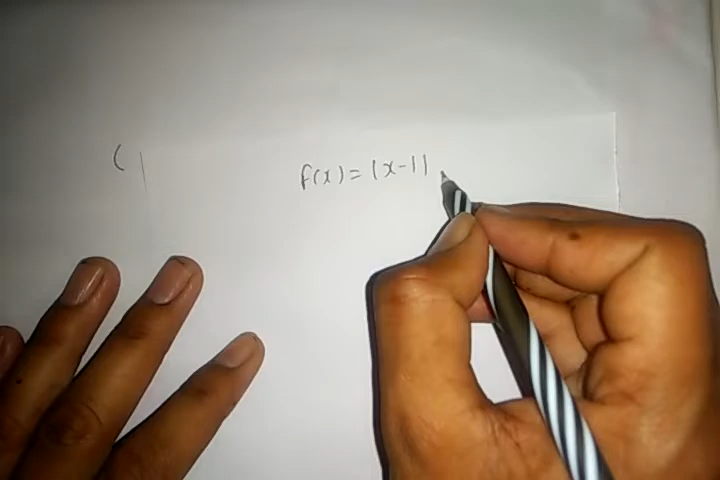 ( f(x) = |x-1|